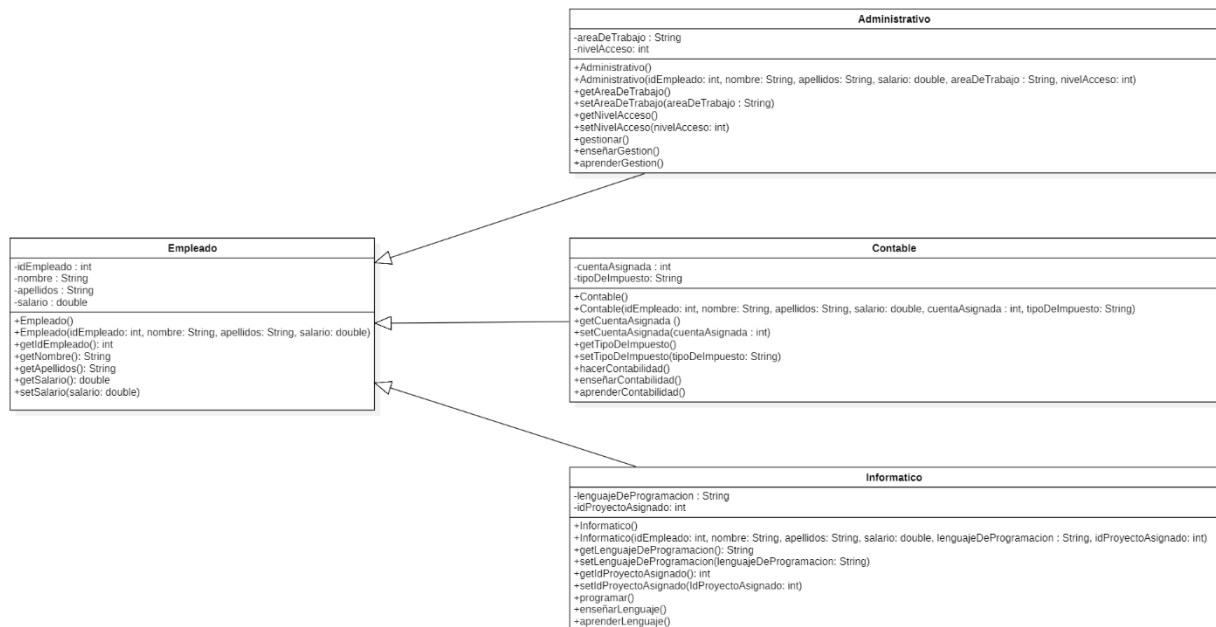 Administrativo
-areaDeTrabajo : String
-nivelAcceso: int
+Administrativo()
+Administrativo(idEmpleado: int, nombre: String, apellidos: String, salario: double, areaDeTrabajo : String, nivelAcceso: int)
+getAreaDeTrabajo()
+setAreaDeTrabajo(areaDeTrabajo : String)
+getNivelAcceso()
+setNivelAcceso(nivelAcceso: int)
+gestionar()
+enseñarGestion()
+aprenderGestion()
Empleado
-idEmpleado : int
-nombre : String
-apellidos : String
-salario : double
+Empleado()
+Empleado(idEmpleado: int, nombre: String, apellidos: String, salario: double)
+getIdEmpleado(): int
+getNombre(): String
+getApellidos(): String
+getSalario(): double
+setSalario(salario: double)
Contable
-cuentaAsignada : int
-tipoDeImpuesto: String
+Contable()
+Contable(idEmpleado: int, nombre: String, apellidos: String, salario: double, cuentaAsignada : int, tipoDeImpuesto: String)
+getCuentaAsignada ()
+setCuentaAsignada(cuentaAsignada : int)
+getTipoDeImpuesto()
+setTipoDeImpuesto(tipoDeImpuesto: String)
+hacerContabilidad()
+enseñarContabilidad()
+aprenderContabilidad()
Informatico
-lenguajeDeProgramacion : String
-idProyectoAsignado: int
+Informatico()
+Informatico(idEmpleado: int, nombre: String, apellidos: String, salario: double, lenguajeDeProgramacion : String, idProyectoAsignado: int)
+getLenguajeDeProgramacion(): String
+setLenguajeDeProgramacion(lenguajeDeProgramacion: String)
+getIdProyectoAsignado(): int
+setIdProyectoAsignado(IdProyectoAsignado: int)
+programar()
+enseñarLenguaje()
+aprenderLenguaje()